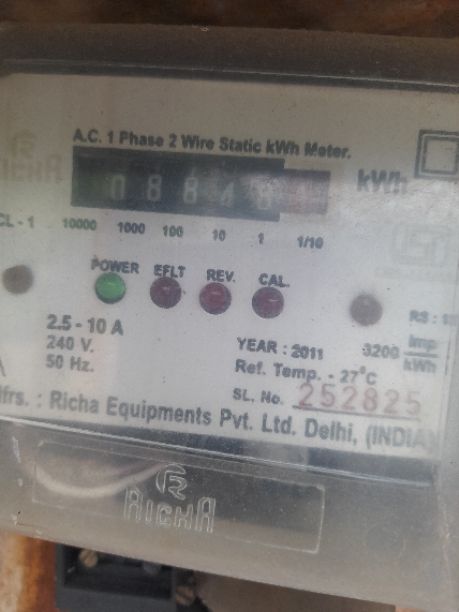 A.C. 1 Phase 2 Wire Static kWh Meter.
kWh
CL - 1 10000 1000 100 10 1 1/10
POWER EFLT REV. CAL.
2.5 - 10 A
240 V.
50 Hz.
YEAR : 2011 3200 Imp/kWh
Ref. Temp. - 27°C
SL. No. 252825
Mfrs. : Richa Equipments Pvt. Ltd. Delhi, (INDIA)
RICHA